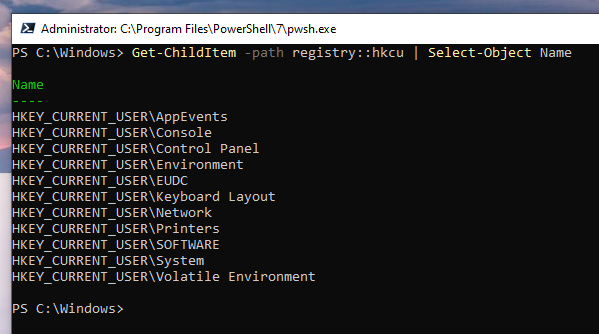 Administrator: C:\Program Files\PowerShell\7\pwsh.exe
PS C:\Windows> Get-ChildItem -path registry::hkcu | Select-Object Name
Name
----
HKEY_CURRENT_USER\AppEvents
HKEY_CURRENT_USER\Console
HKEY_CURRENT_USER\Control Panel
HKEY_CURRENT_USER\Environment
HKEY_CURRENT_USER\EUDC
HKEY_CURRENT_USER\Keyboard Layout
HKEY_CURRENT_USER\Network
HKEY_CURRENT_USER\Printers
HKEY_CURRENT_USER\SOFTWARE
HKEY_CURRENT_USER\System
HKEY_CURRENT_USER\Volatile Environment
PS C:\Windows>